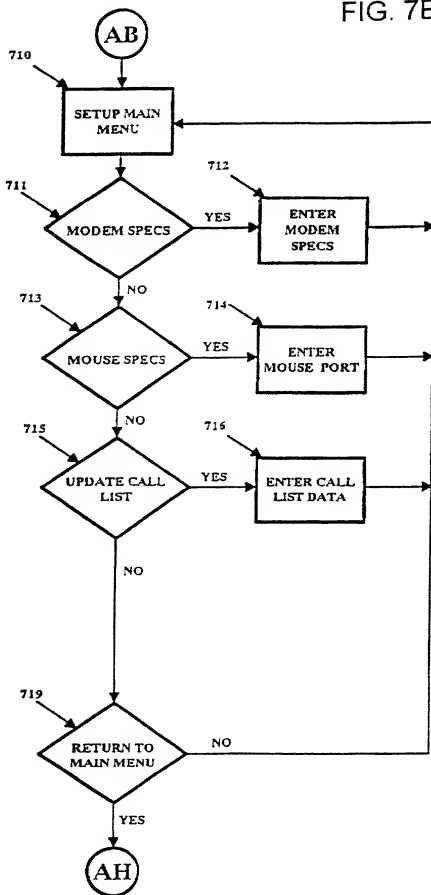 FIG. 7B
AB
710
SETUP MAIN
MENU
711
MODEM SPECS
YES
712
ENTER
MODEM
SPECS
NO
713
MOUSE SPECS
YES
714
ENTER
MOUSE PORT
NO
715
UPDATE CALL
LIST
YES
716
ENTER CALL
LIST DATA
NO
719
RETURN TO
MAIN MENU
NO
YES
AH